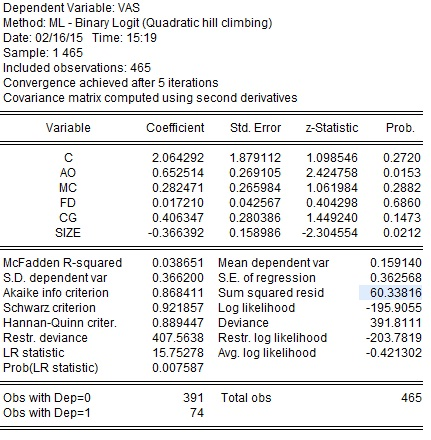 Dependent Variable: VAS
Method: ML - Binary Logit (Quadratic hill climbing)
Date: 02/16/15 Time: 15:19
Sample: 1 465
Included observations: 465
Convergence achieved after 5 iterations
Covariance matrix computed using second derivatives
Variable Coefficient Std. Error z-Statistic Prob.
C 2.064292 1.879112 1.098546 0.2720
AO 0.652514 0.269105 2.424758 0.0153
MC 0.282471 0.265984 1.061984 0.2882
FD 0.017210 0.042567 0.404298 0.6860
CG 0.406347 0.280386 1.449240 0.1473
SIZE -0.366392 0.158986 -2.304554 0.0212
McFadden R-squared 0.038651 Mean dependent var 0.159140
S.D. dependent var 0.366200 S.E. of regression 0.362568
Akaike info criterion 0.868411 Sum squared resid 60.33816
Schwarz criterion 0.921857 Log likelihood -195.9055
Hannan-Quinn criter. 0.889447 Deviance 391.8111
Restr. deviance 407.5638 Restr. log likelihood -203.7819
LR statistic 15.75278 Avg. log likelihood -0.421302
Prob(LR statistic) 0.007587
Obs with Dep=0 391 Total obs 465
Obs with Dep=1 74